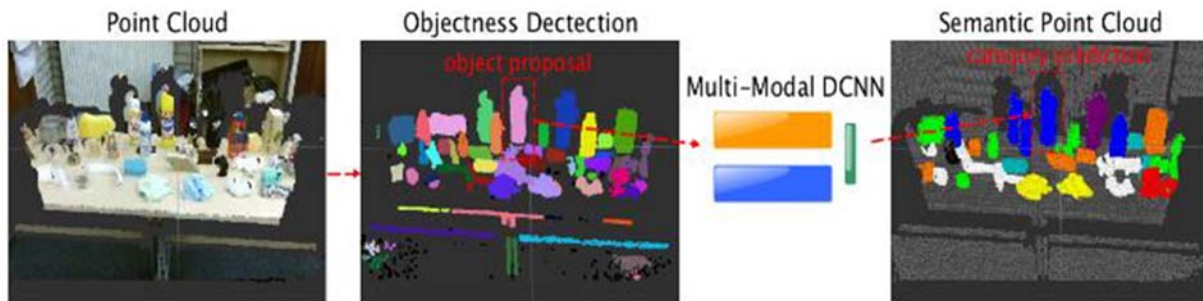 Point Cloud
Objectness Dectection
Semantic Point Cloud
object proposal
category prediction
Multi-Modal DCNN